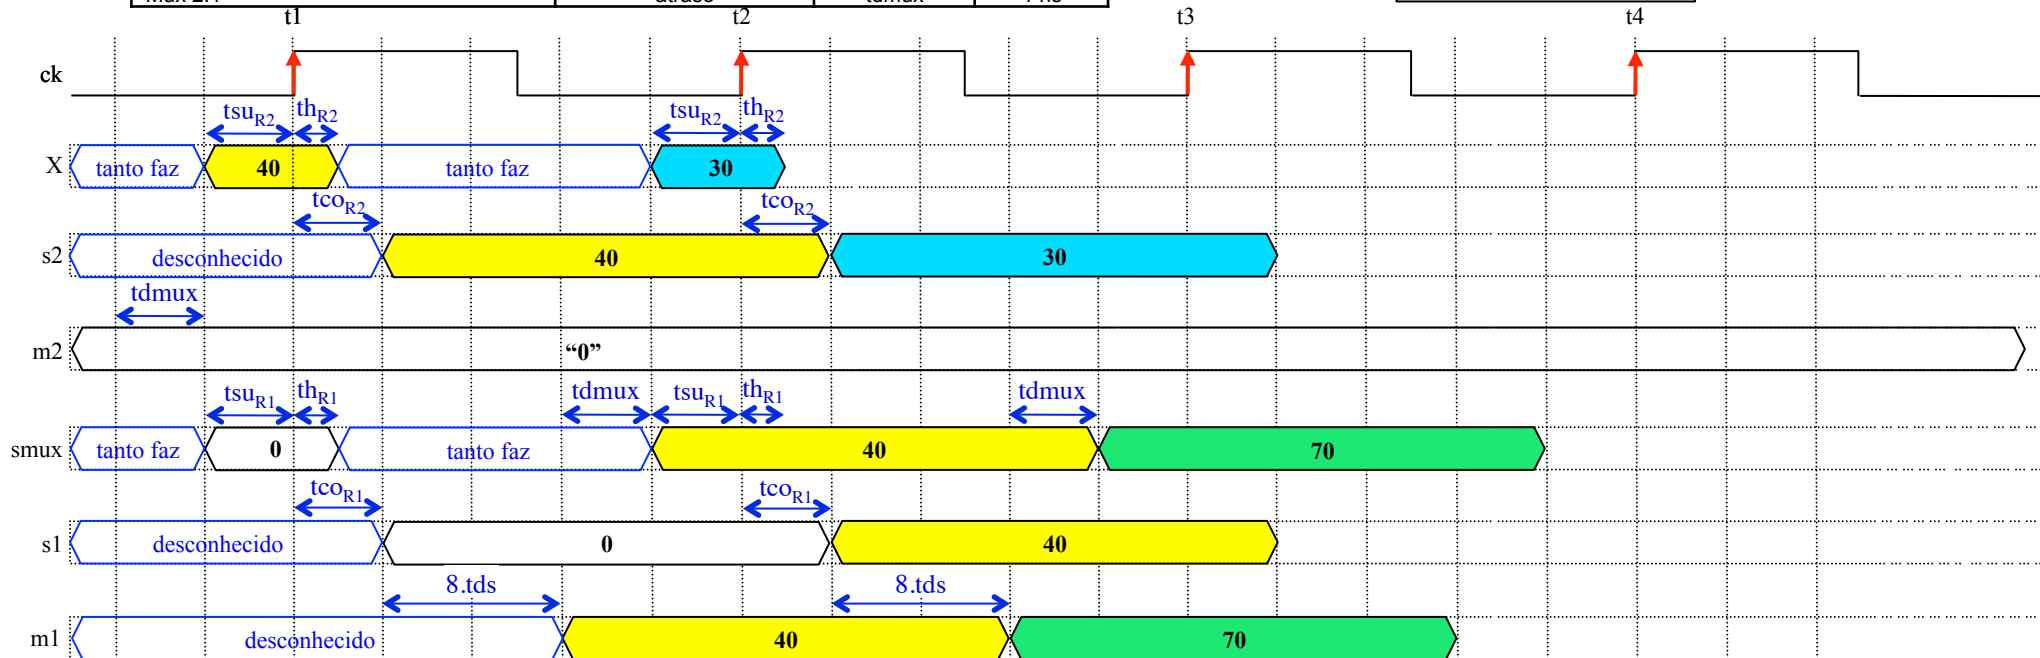 t1 t2 t3 t4
ck
tsuR2 thR2 tsuR2 thR2
X tanto faz 40 tanto faz 30
tcoR2 tcoR2
s2 desconhecido 40 30
tdmux
m2 “0”
tsuR1 thR1 tdmux tsuR1 thR1 tdmux
smux tanto faz 0 tanto faz 40 70
tcoR1 tcoR1
s1 desconhecido 0 40
8.tds 8.tds
m1 desconhecido 40 70